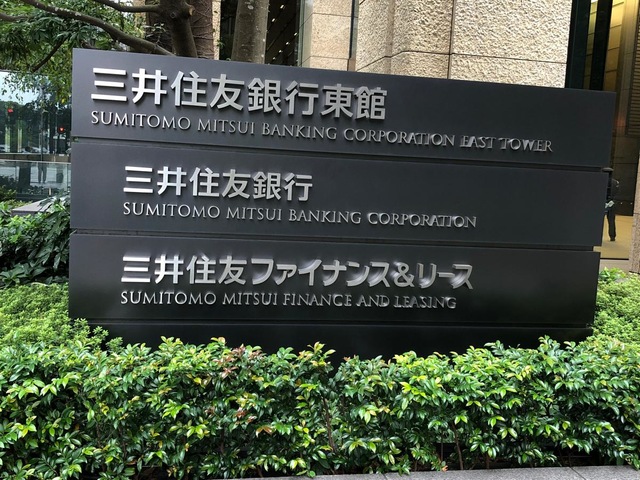 三井住友銀行東館
SUMITOMO MITSUI BANKING CORPORATION EAST TOWER
三井住友銀行
SUMITOMO MITSUI BANKING CORPORATION
三井住友ファイナンス&リース
SUMITOMO MITSUI FINANCE AND LEASING